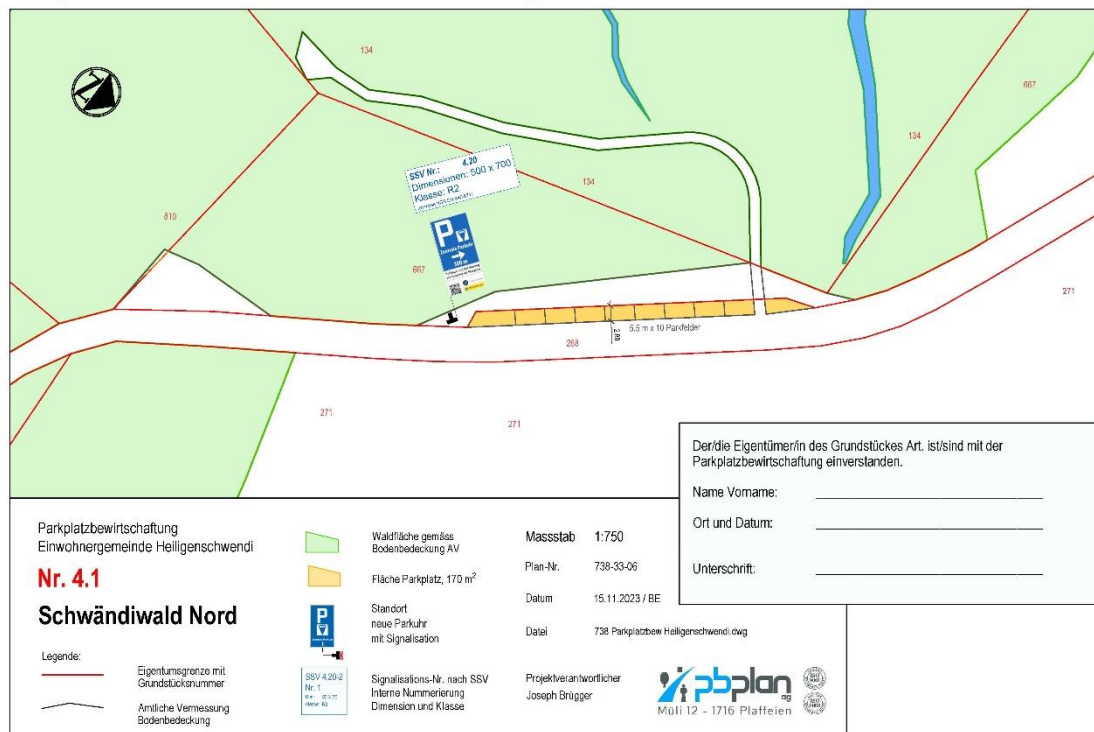 134
667
134
SSV Nr.: 4.20
Dimensionen: 500 x 700
Klasse: R2
134
810
P
Zentrale Parkuhr
667
271
5.5 m x 10 Parkfelder
2.89
268
271
271
Der/die Eigentümer/in des Grundstückes Art. ist/sind mit der
Parkplatzbewirtschaftung einverstanden.
Name Vorname:
Ort und Datum:
Unterschrift:
Parkplatzbewirtschaftung
Einwohnergemeinde Heiligenschwendi
Nr. 4.1
Schwändiwald Nord
Legende:
Eigentumsgrenze mit
Grundstücksnummer
Amtliche Vermessung
Bodenbedeckung
Waldfläche gemäss
Bodenbedeckung AV
Fläche Parkplatz, 170 m²
P
Standort
neue Parkuhr
mit Signalisation
SSV 4.20-2
Nr. 1
Klasse: R2
Signalisations-Nr. nach SSV
Interne Nummerierung
Dimension und Klasse
Massstab 1:750
Plan-Nr. 738-33-06
Datum 15.11.2023 / BE
Datei 738 Parkplatzbew Heiligenschwendi.dwg
Projektverantwortlicher
Joseph Brügger
pbplan ag
Müli 12 - 1716 Plaffeien